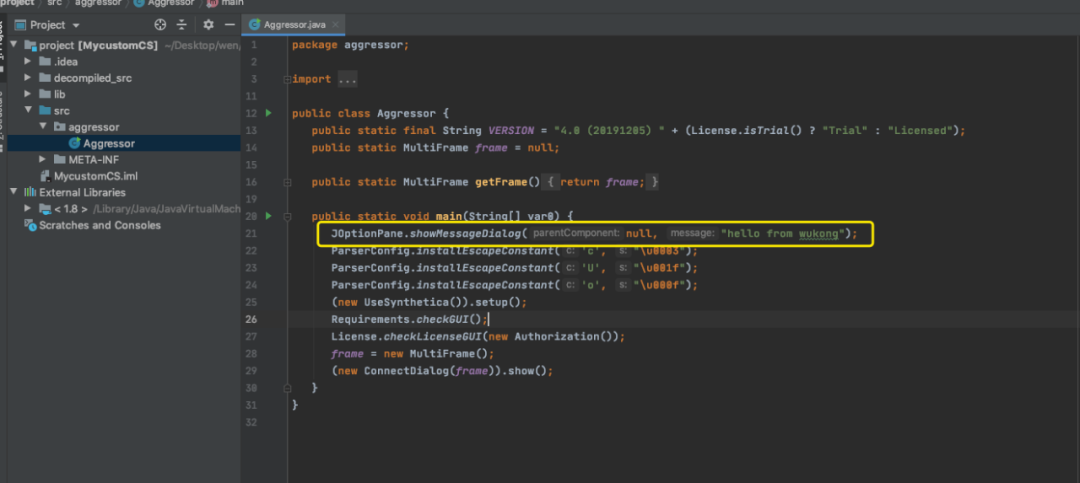 project
src
aggressor
Aggressor
main
Project
Aggressor.java
project [MycustomCS] ~/Desktop/wen,
.idea
decompiled_src
lib
src
aggressor
Aggressor
META-INF
MycustomCS.iml
External Libraries
< 1.8 > /Library/Java/JavaVirtualMach
Scratches and Consoles
1 package aggressor;
2
3 import ...
11
12 public class Aggressor {
13 public static final String VERSION = "4.0 (20191205) " + (License.isTrial() ? "Trial" : "Licensed");
14 public static MultiFrame frame = null;
15
16 public static MultiFrame getFrame() { return frame; }
19
20 public static void main(String[] var0) {
21 JOptionPane.showMessageDialog( parentComponent: null, message: "hello from wukong");
22 ParserConfig.installEscapeConstant( c: 'c', s: "\u0003");
23 ParserConfig.installEscapeConstant( c: 'U', s: "\u001f");
24 ParserConfig.installEscapeConstant( c: 'o', s: "\u000f");
25 (new UseSynthetica()).setup();
26 Requirements.checkGUI();
27 License.checkLicenseGUI(new Authorization());
28 frame = new MultiFrame();
29 (new ConnectDialog(frame)).show();
30 }
31 }
32